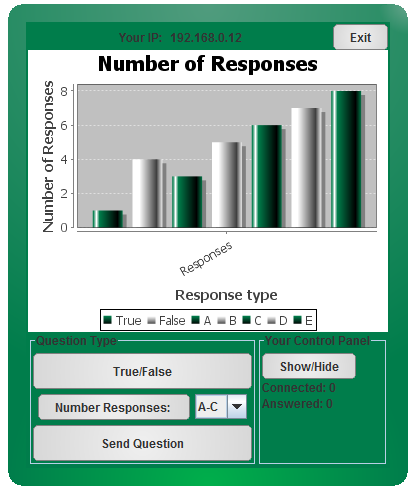 Your IP: 192.168.0.12
Exit
Number of Responses
Number of Responses
8
6
4
2
0
Responses
Response type
True False A B C D E
Question Type
True/False
Number Responses: A-C
Send Question
Your Control Panel
Show/Hide
Connected: 0
Answered: 0